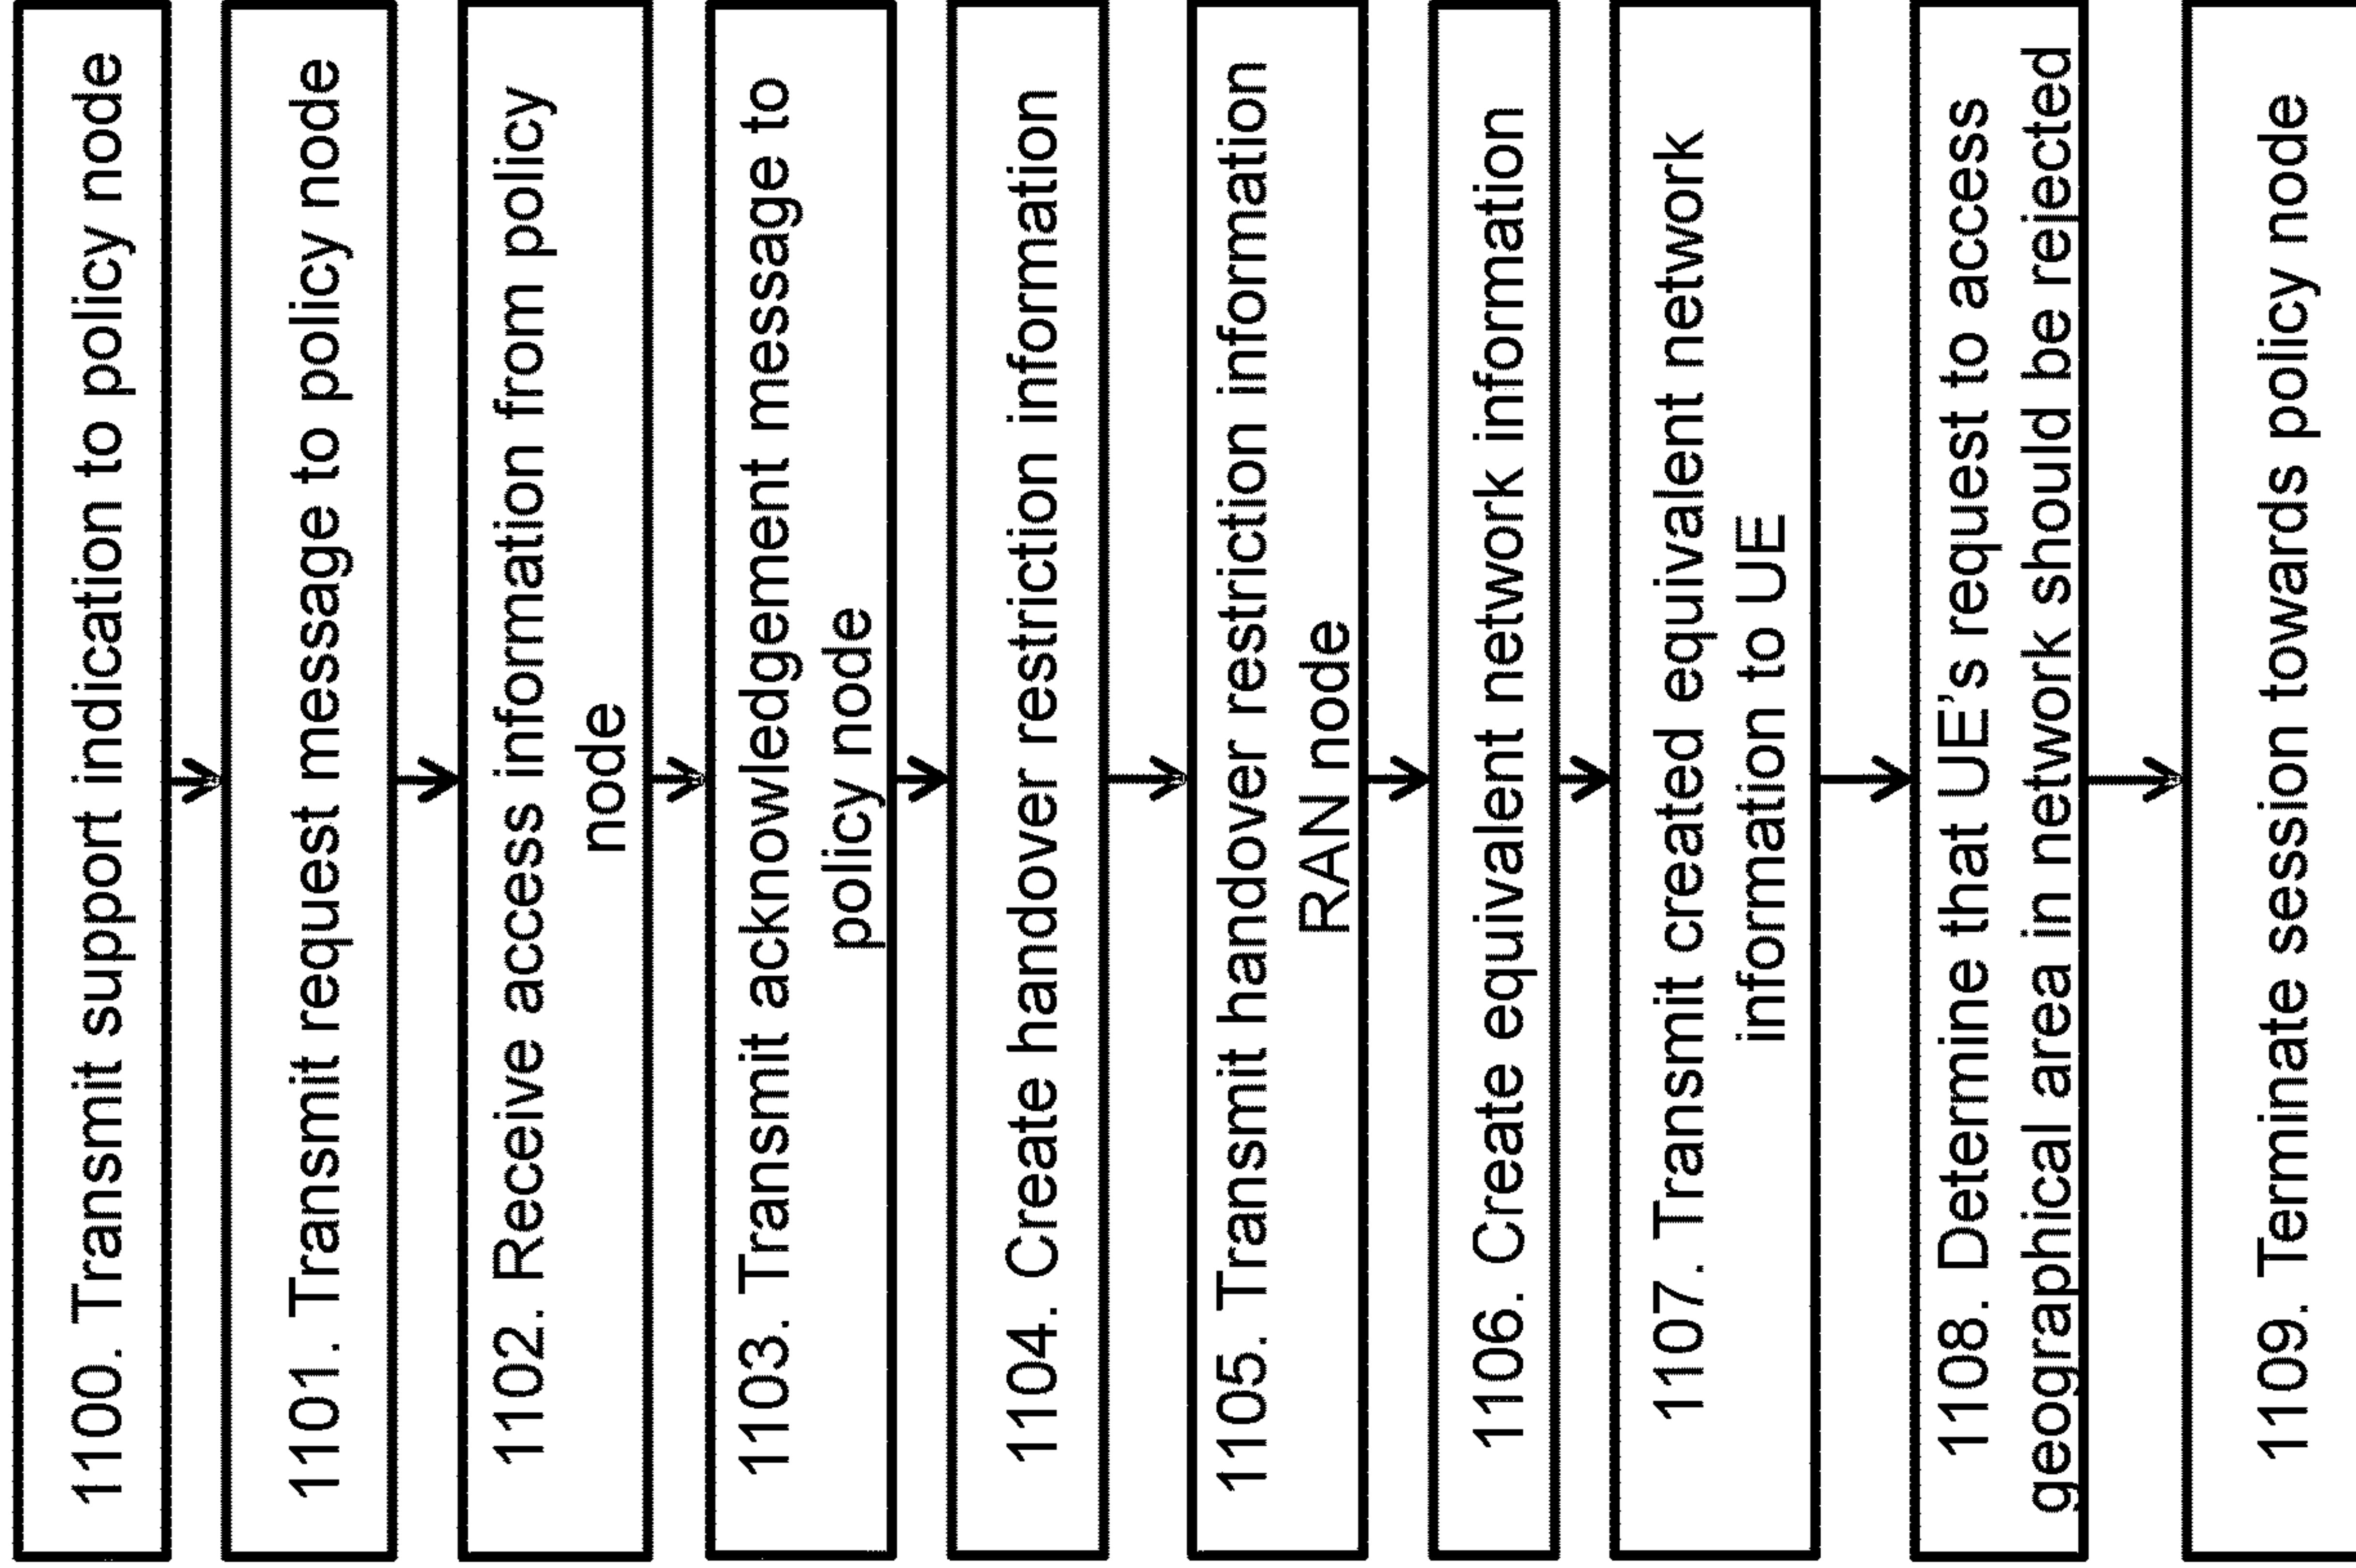 1100. Transmit support indication to policy node
1101. Transmit request message to policy node
1102. Receive access information from policy
node
1103. Transmit acknowledgement message to
policy node
1104. Create handover restriction information
1105. Transmit handover restriction information
RAN node
1106. Create equivalent network information
1107. Transmit created equivalent network
information to UE
1108. Determine that UE’s request to access
geographical area in network should be rejected
1109. Terminate session towards policy node